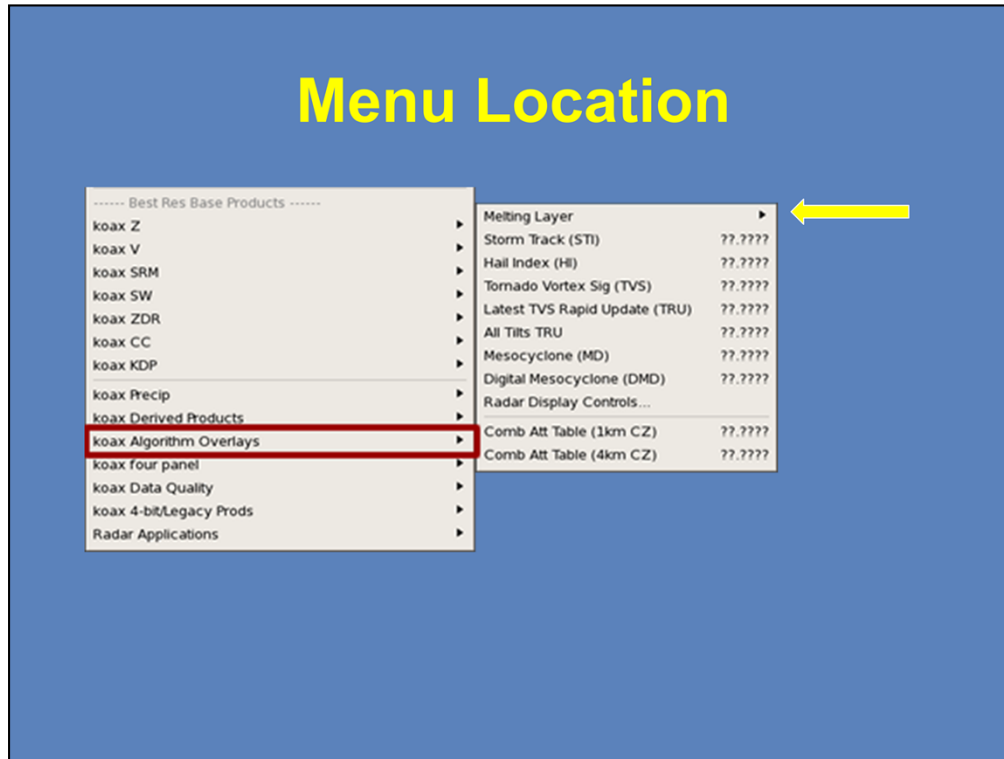 Menu Location
------ Best Res Base Products ------
koax Z
koax V
koax SRM
koax SW
koax ZDR
koax CC
koax KDP
koax Precip
koax Derived Products
koax Algorithm Overlays
koax four panel
koax Data Quality
koax 4-bit/Legacy Prods
Radar Applications
Melting Layer
Storm Track (STI) ??.????
Hail Index (HI) ??.????
Tornado Vortex Sig (TVS) ??.????
Latest TVS Rapid Update (TRU) ??.????
All Tilts TRU ??.????
Mesocyclone (MD) ??.????
Digital Mesocyclone (DMD) ??.????
Radar Display Controls...
Comb Att Table (1km CZ) ??.????
Comb Att Table (4km CZ) ??.????